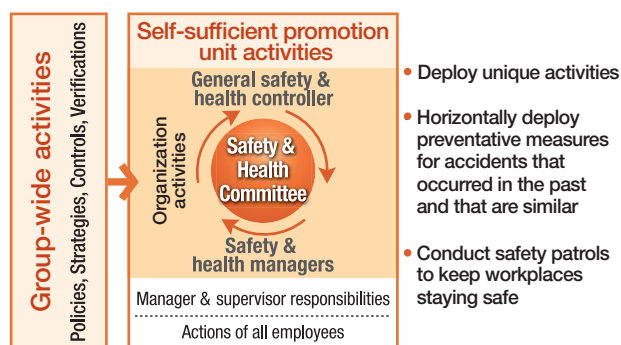 Group-wide activities
Policies, Strategies, Controls, Verifications
Self-sufficient promotion
unit activities
Organization
activities
General safety &
health controller
Safety &
Health
Committee
Safety &
health managers
Manager & supervisor responsibilities
Actions of all employees
• Deploy unique activities
• Horizontally deploy
preventative measures
for accidents that
occurred in the past
and that are similar
• Conduct safety patrols
to keep workplaces
staying safe